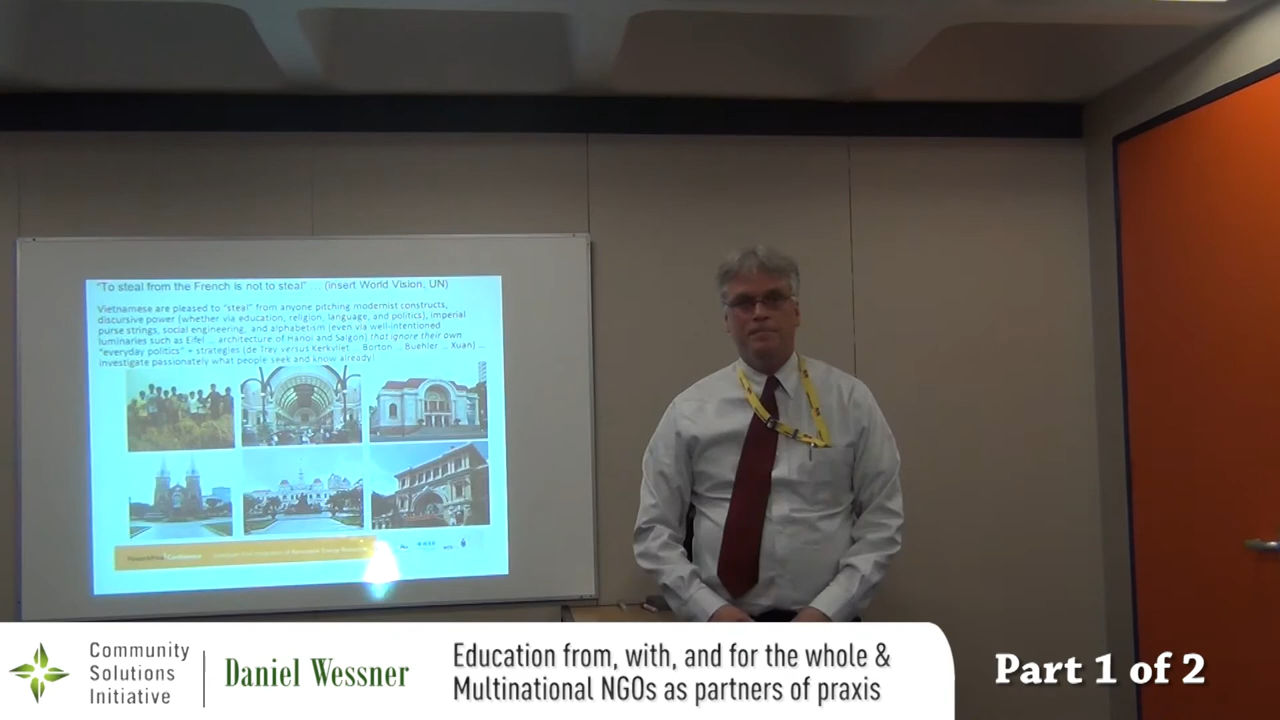 "To steal from the French is not to steal" ... (insert World Vision, UN)
Vietnamese are pleased to "steal" from anyone pitching modernist constructs,
discursive power (whether via education, religion, language, and politics), imperial
purse strings, social engineering, and alphabetism (even via well-intentioned
luminaries such as Eifel ... architecture of Hanoi and Saigon) that ignore their own
"everyday politics" + strategies (de Trey versus Kerkvliet ... Borton ... Buehler ... Xuan) ...
investigate passionately what people seek and know already!
Conference
Community
Solutions
Initiative
Daniel Wessner
Education from, with, and for the whole &
Multinational NGOs as partners of praxis
Part 1 of 2